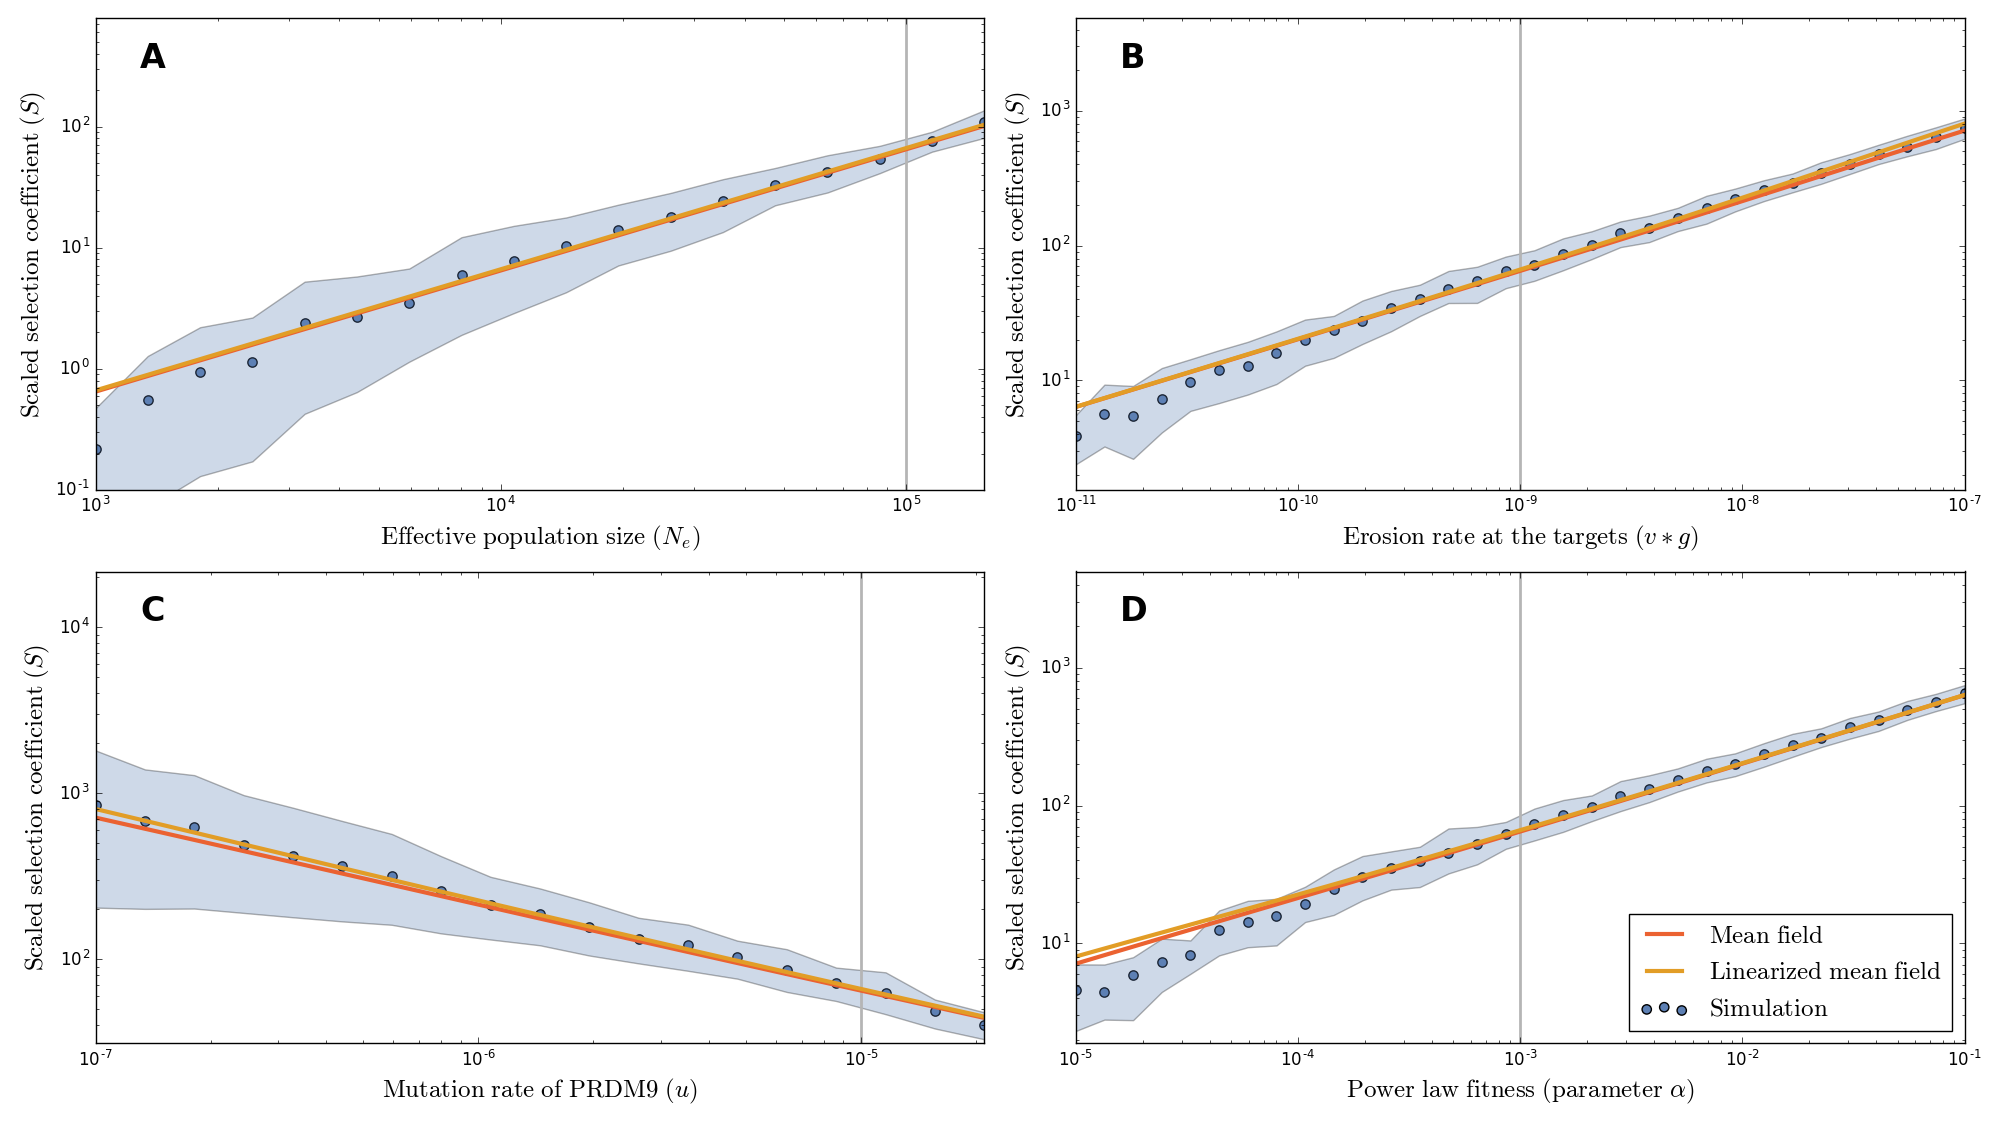 A
Scaled selection coefficient (S)
10^2
10^1
10^0
10^-1
10^3
10^4
10^5
Effective population size (N_e)
B
Scaled selection coefficient (S)
10^3
10^2
10^1
10^-11
10^-10
10^-9
10^-8
10^-7
Erosion rate at the targets (v * g)
C
Scaled selection coefficient (S)
10^4
10^3
10^2
10^-7
10^-6
10^-5
Mutation rate of PRDM9 (u)
D
Scaled selection coefficient (S)
10^3
10^2
10^1
10^-5
10^-4
10^-3
10^-2
10^-1
Power law fitness (parameter α)
Mean field
Linearized mean field
Simulation